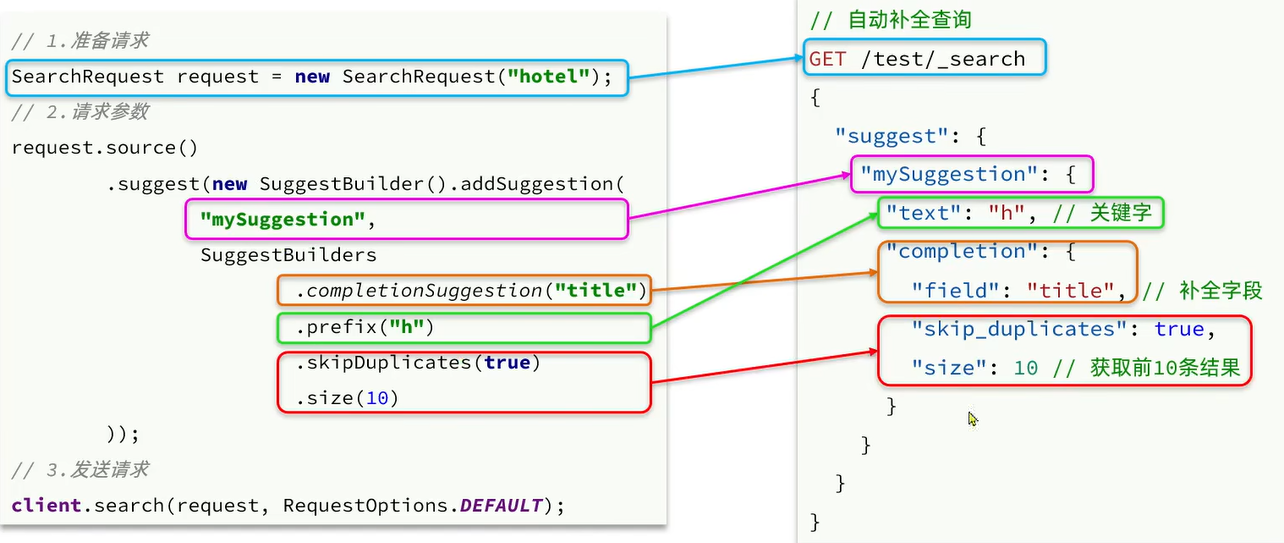 // 1.准备请求
SearchRequest request = new SearchRequest("hotel");
// 2.请求参数
request.source()
.suggest(new SuggestBuilder().addSuggestion(
"mySuggestion",
SuggestBuilders
.completionSuggestion("title")
.prefix("h")
.skipDuplicates(true)
.size(10)
));
// 3.发送请求
client.search(request, RequestOptions.DEFAULT);
// 自动补全查询
GET /test/_search
{
"suggest": {
"mySuggestion": {
"text": "h", // 关键字
"completion": {
"field": "title", // 补全字段
"skip_duplicates": true,
"size": 10 // 获取前10条结果
}
}
}
}